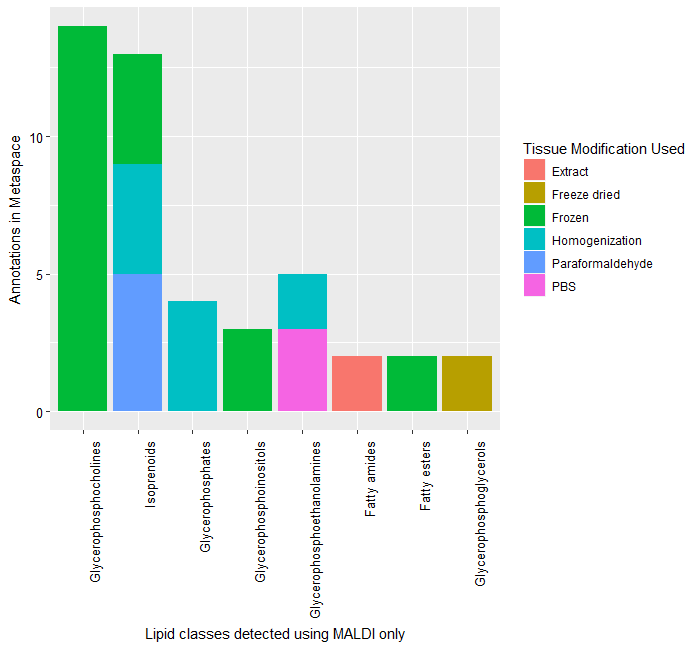 Annotations in Metaspace
10
5
0
Glycerophosphocholines
Isoprenoids
Glycerophosphates
Glycerophosphoinositols
Glycerophosphoethanolamines
Fatty amides
Fatty esters
Glycerophosphoglycerols
Lipid classes detected using MALDI only
Tissue Modification Used
Extract
Freeze dried
Frozen
Homogenization
Paraformaldehyde
PBS